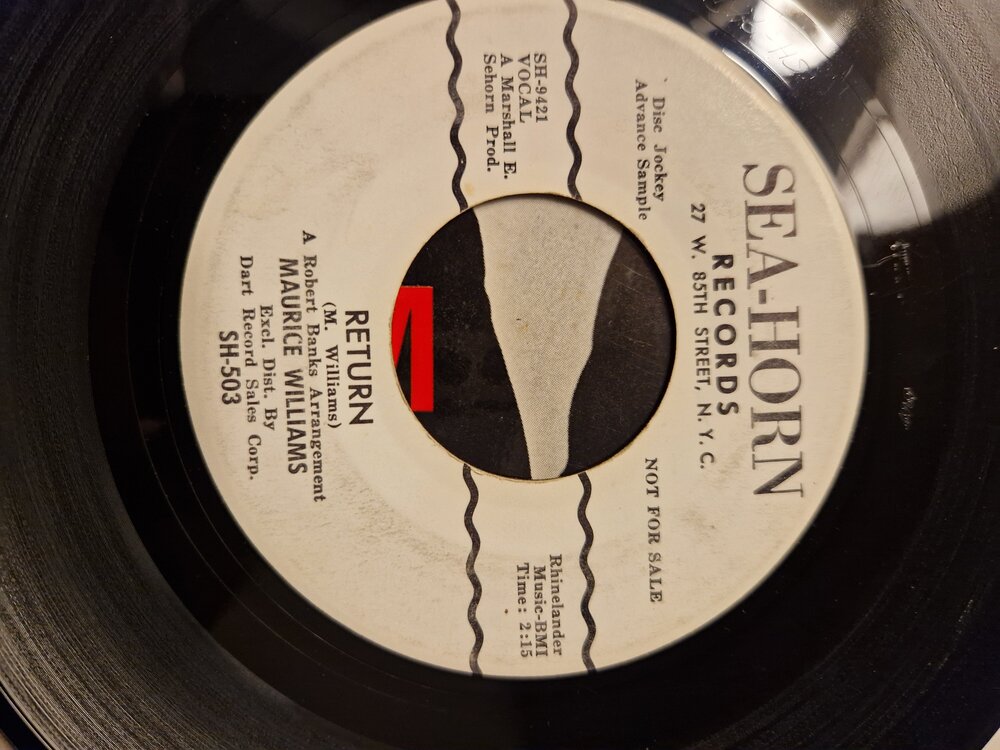 SEA-HORN
RECORDS
27 W. 85TH STREET, N.Y.C.
Disc Jockey
Advance Sample
NOT FOR SALE
SH-9421
VOCAL
A Marshall E.
Sehorn Prod.
Rhinelander
Music-BMI
Time: 2:15
RETURN
(M. Williams)
A Robert Banks Arrangement
MAURICE WILLIAMS
Excl. Dist. By
Dart Record Sales Corp.
SH-503